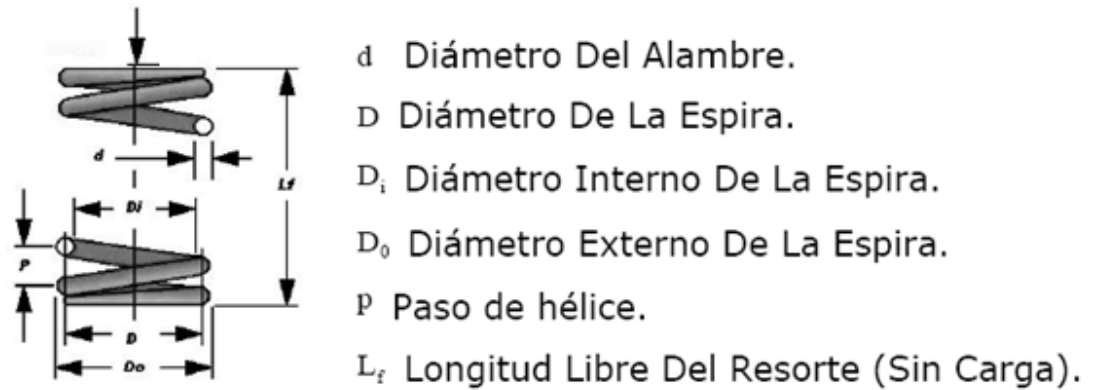 d
Lf
Di
P
D
Do
d Diámetro Del Alambre.
D Diámetro De La Espira.
Di Diámetro Interno De La Espira.
D0 Diámetro Externo De La Espira.
p Paso de hélice.
Lf Longitud Libre Del Resorte (Sin Carga).